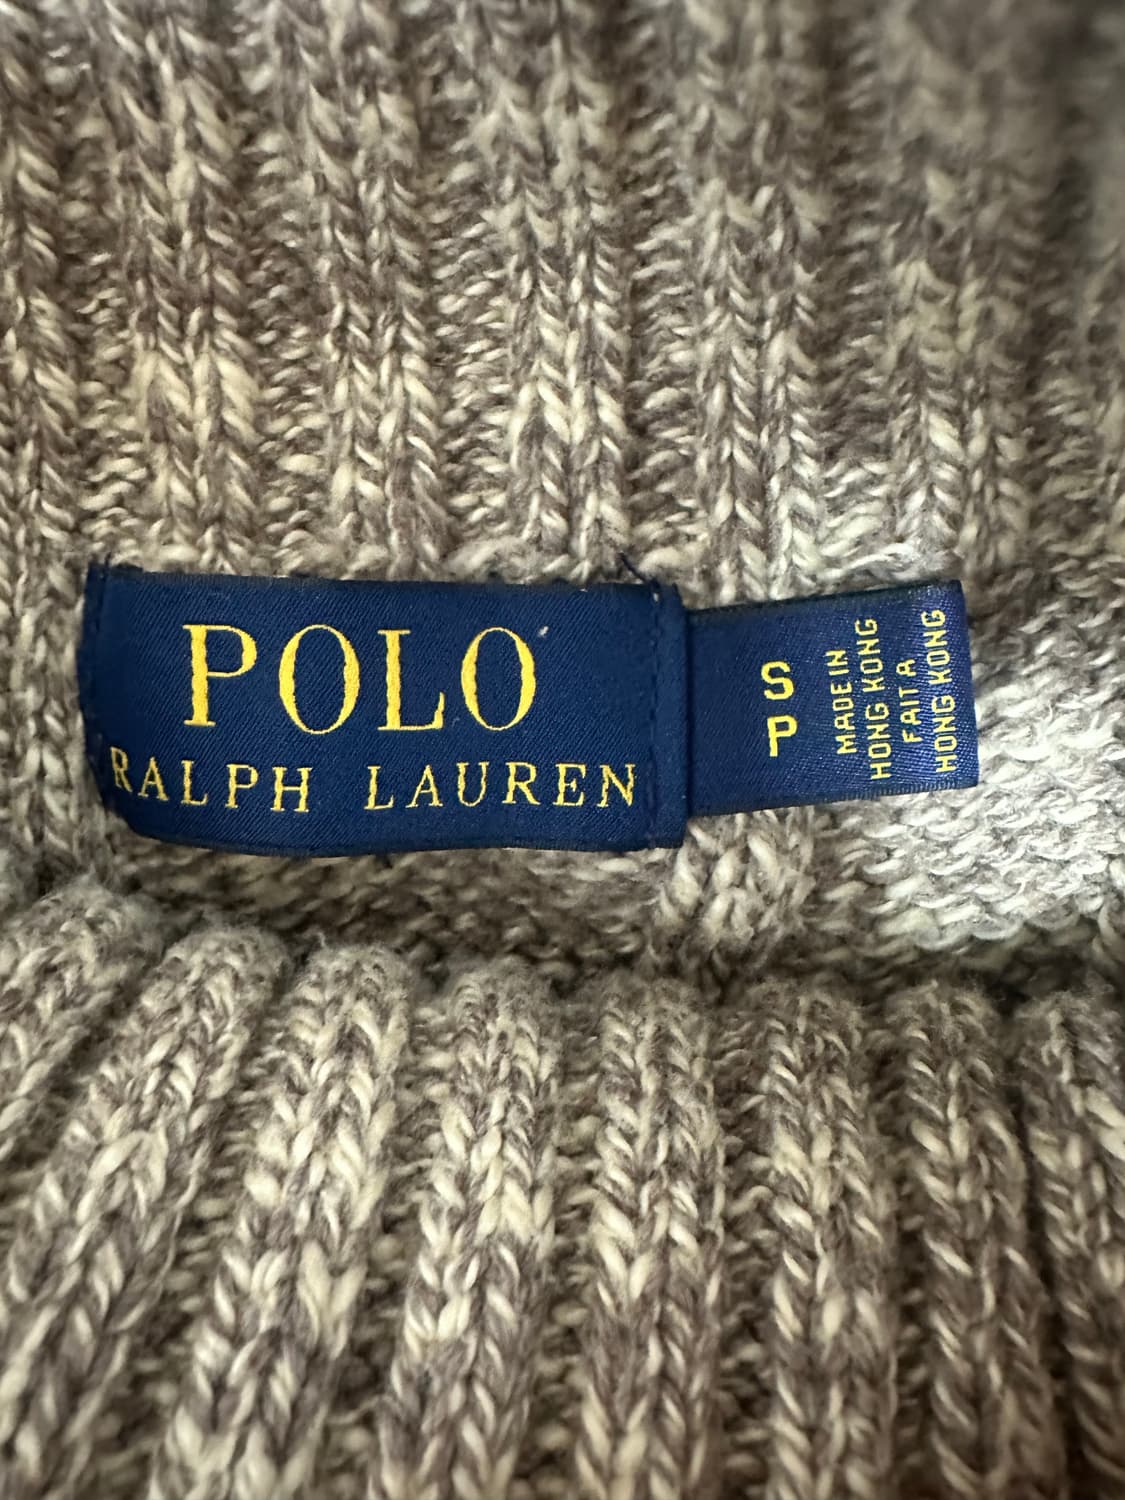 POLO
RALPH LAUREN
S
P
MADE IN
HONG KONG
FAIT A
HONG KONG